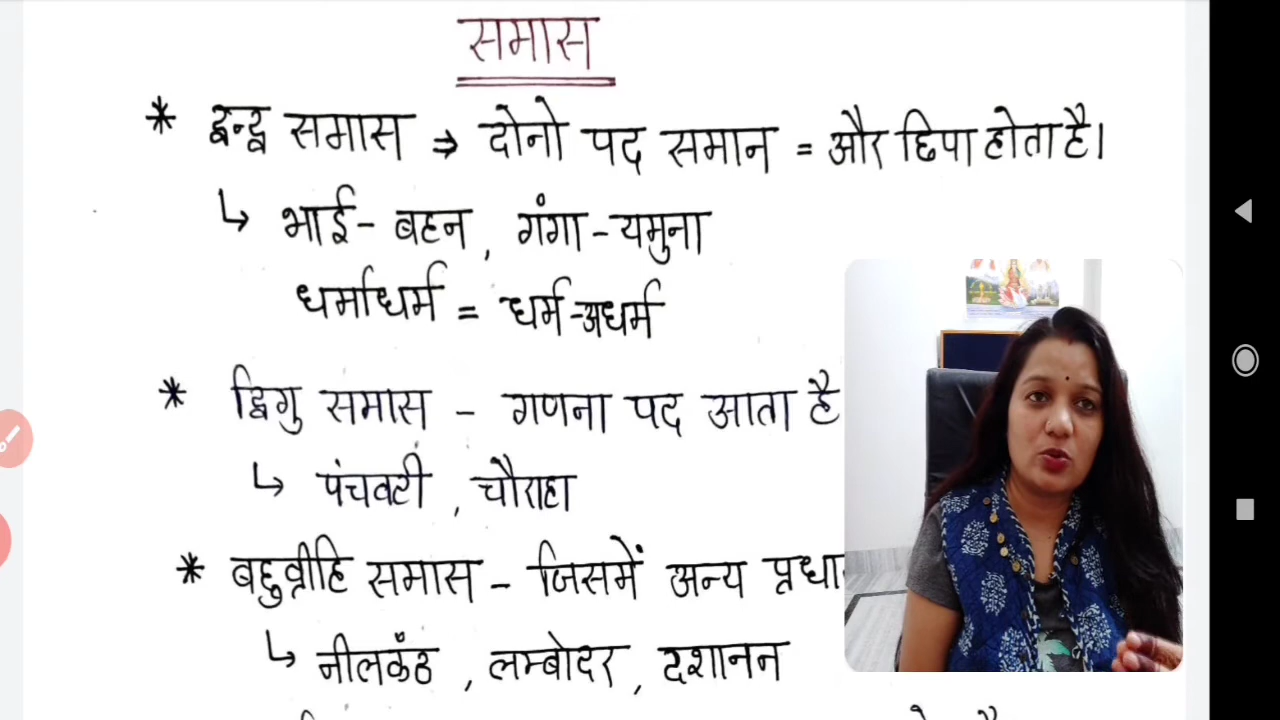 समास
* द्वन्द्व समास ⇒ दोनो पद समान = और छिपा होता है।
↳ भाई - बहन , गंगा - यमुना
धर्माधर्म = धर्म - अधर्म
* द्विगु समास - गणना पद आता है
↳ पंचवटी , चौराहा
* बहुव्रीहि समास - जिसमें अन्य
↳ नीलकँठ , लम्बोदर , दशानन